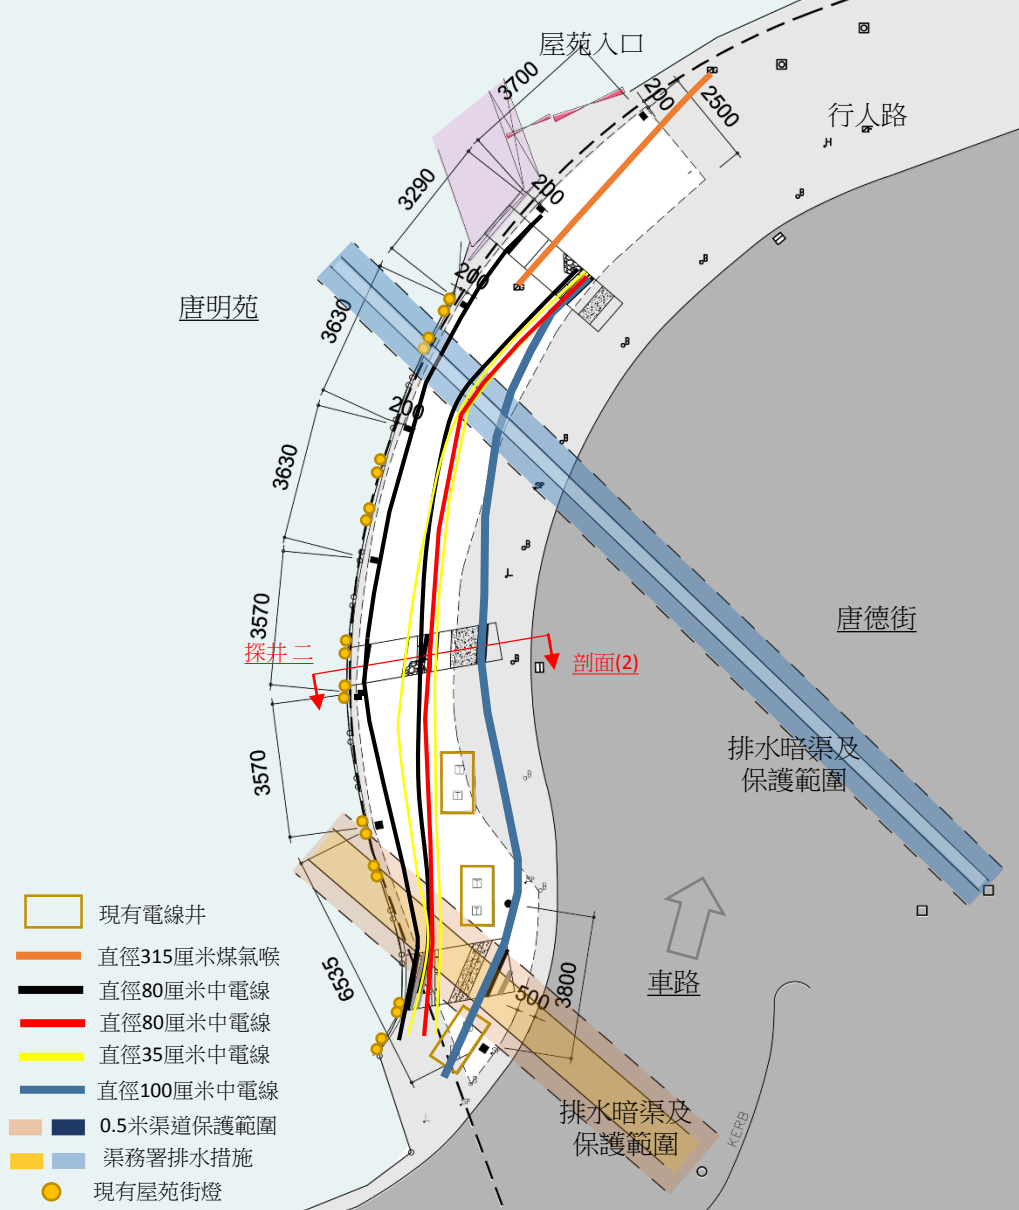 屋苑入口
3700
200
2500
行人路
3290
200
200
唐明苑
3630
200
3630
3570
探井 二
剖面(2)
唐德街
3570
排水暗渠及
保護範圍
6535
3800
500
車路
排水暗渠及
保護範圍
KERB
現有電線井
直徑315厘米煤氣喉
直徑80厘米中電線
直徑80厘米中電線
直徑35厘米中電線
直徑100厘米中電線
0.5米渠道保護範圍
渠務署排水措施
現有屋苑街燈